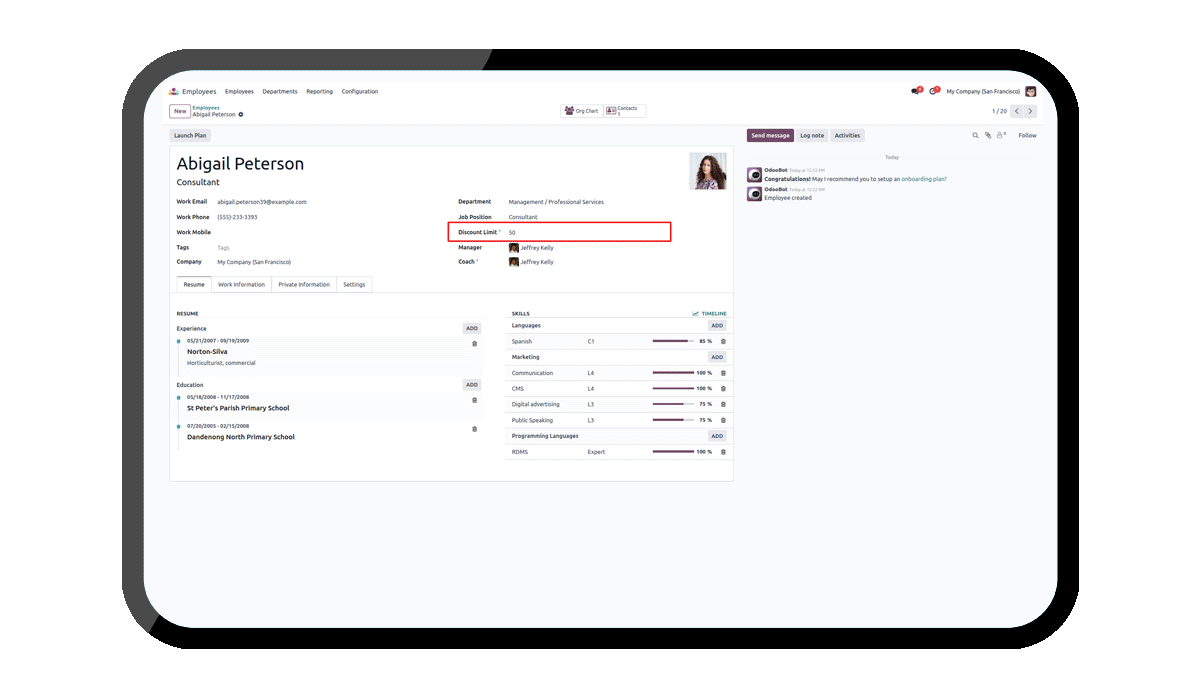 Employees Employees Departments Reporting Configuration
My Company (San Francisco)
New Employees
Abigail Peterson
Org Chart Contacts
1
1 / 20
Launch Plan
Send message Log note Activities
Follow
Abigail Peterson
Consultant
Work Email abigail.peterson39@example.com
Work Phone (555)-233-3393
Work Mobile
Tags Tags
Company My Company (San Francisco)
Department Management / Professional Services
Job Position Consultant
Discount Limit ? 50
Manager Jeffrey Kelly
Coach ? Jeffrey Kelly
Resume Work Information Private Information Settings
RESUME
Experience ADD
05/21/2007 - 09/19/2009
Norton-Silva
Horticulturist, commercial
Education ADD
05/18/2008 - 11/17/2008
St Peter's Parish Primary School
07/20/2005 - 02/15/2008
Dandenong North Primary School
SKILLS TIMELINE
Languages ADD
Spanish C1 85 %
Marketing ADD
Communication L4 100 %
CMS L4 100 %
Digital advertising L3 75 %
Public Speaking L3 75 %
Programming Languages ADD
RDMS Expert 100 %
Today
OdooBot Today at 12:33 PM
Congratulations! May I recommend you to setup an onboarding plan?
OdooBot Today at 12:32 PM
Employee created